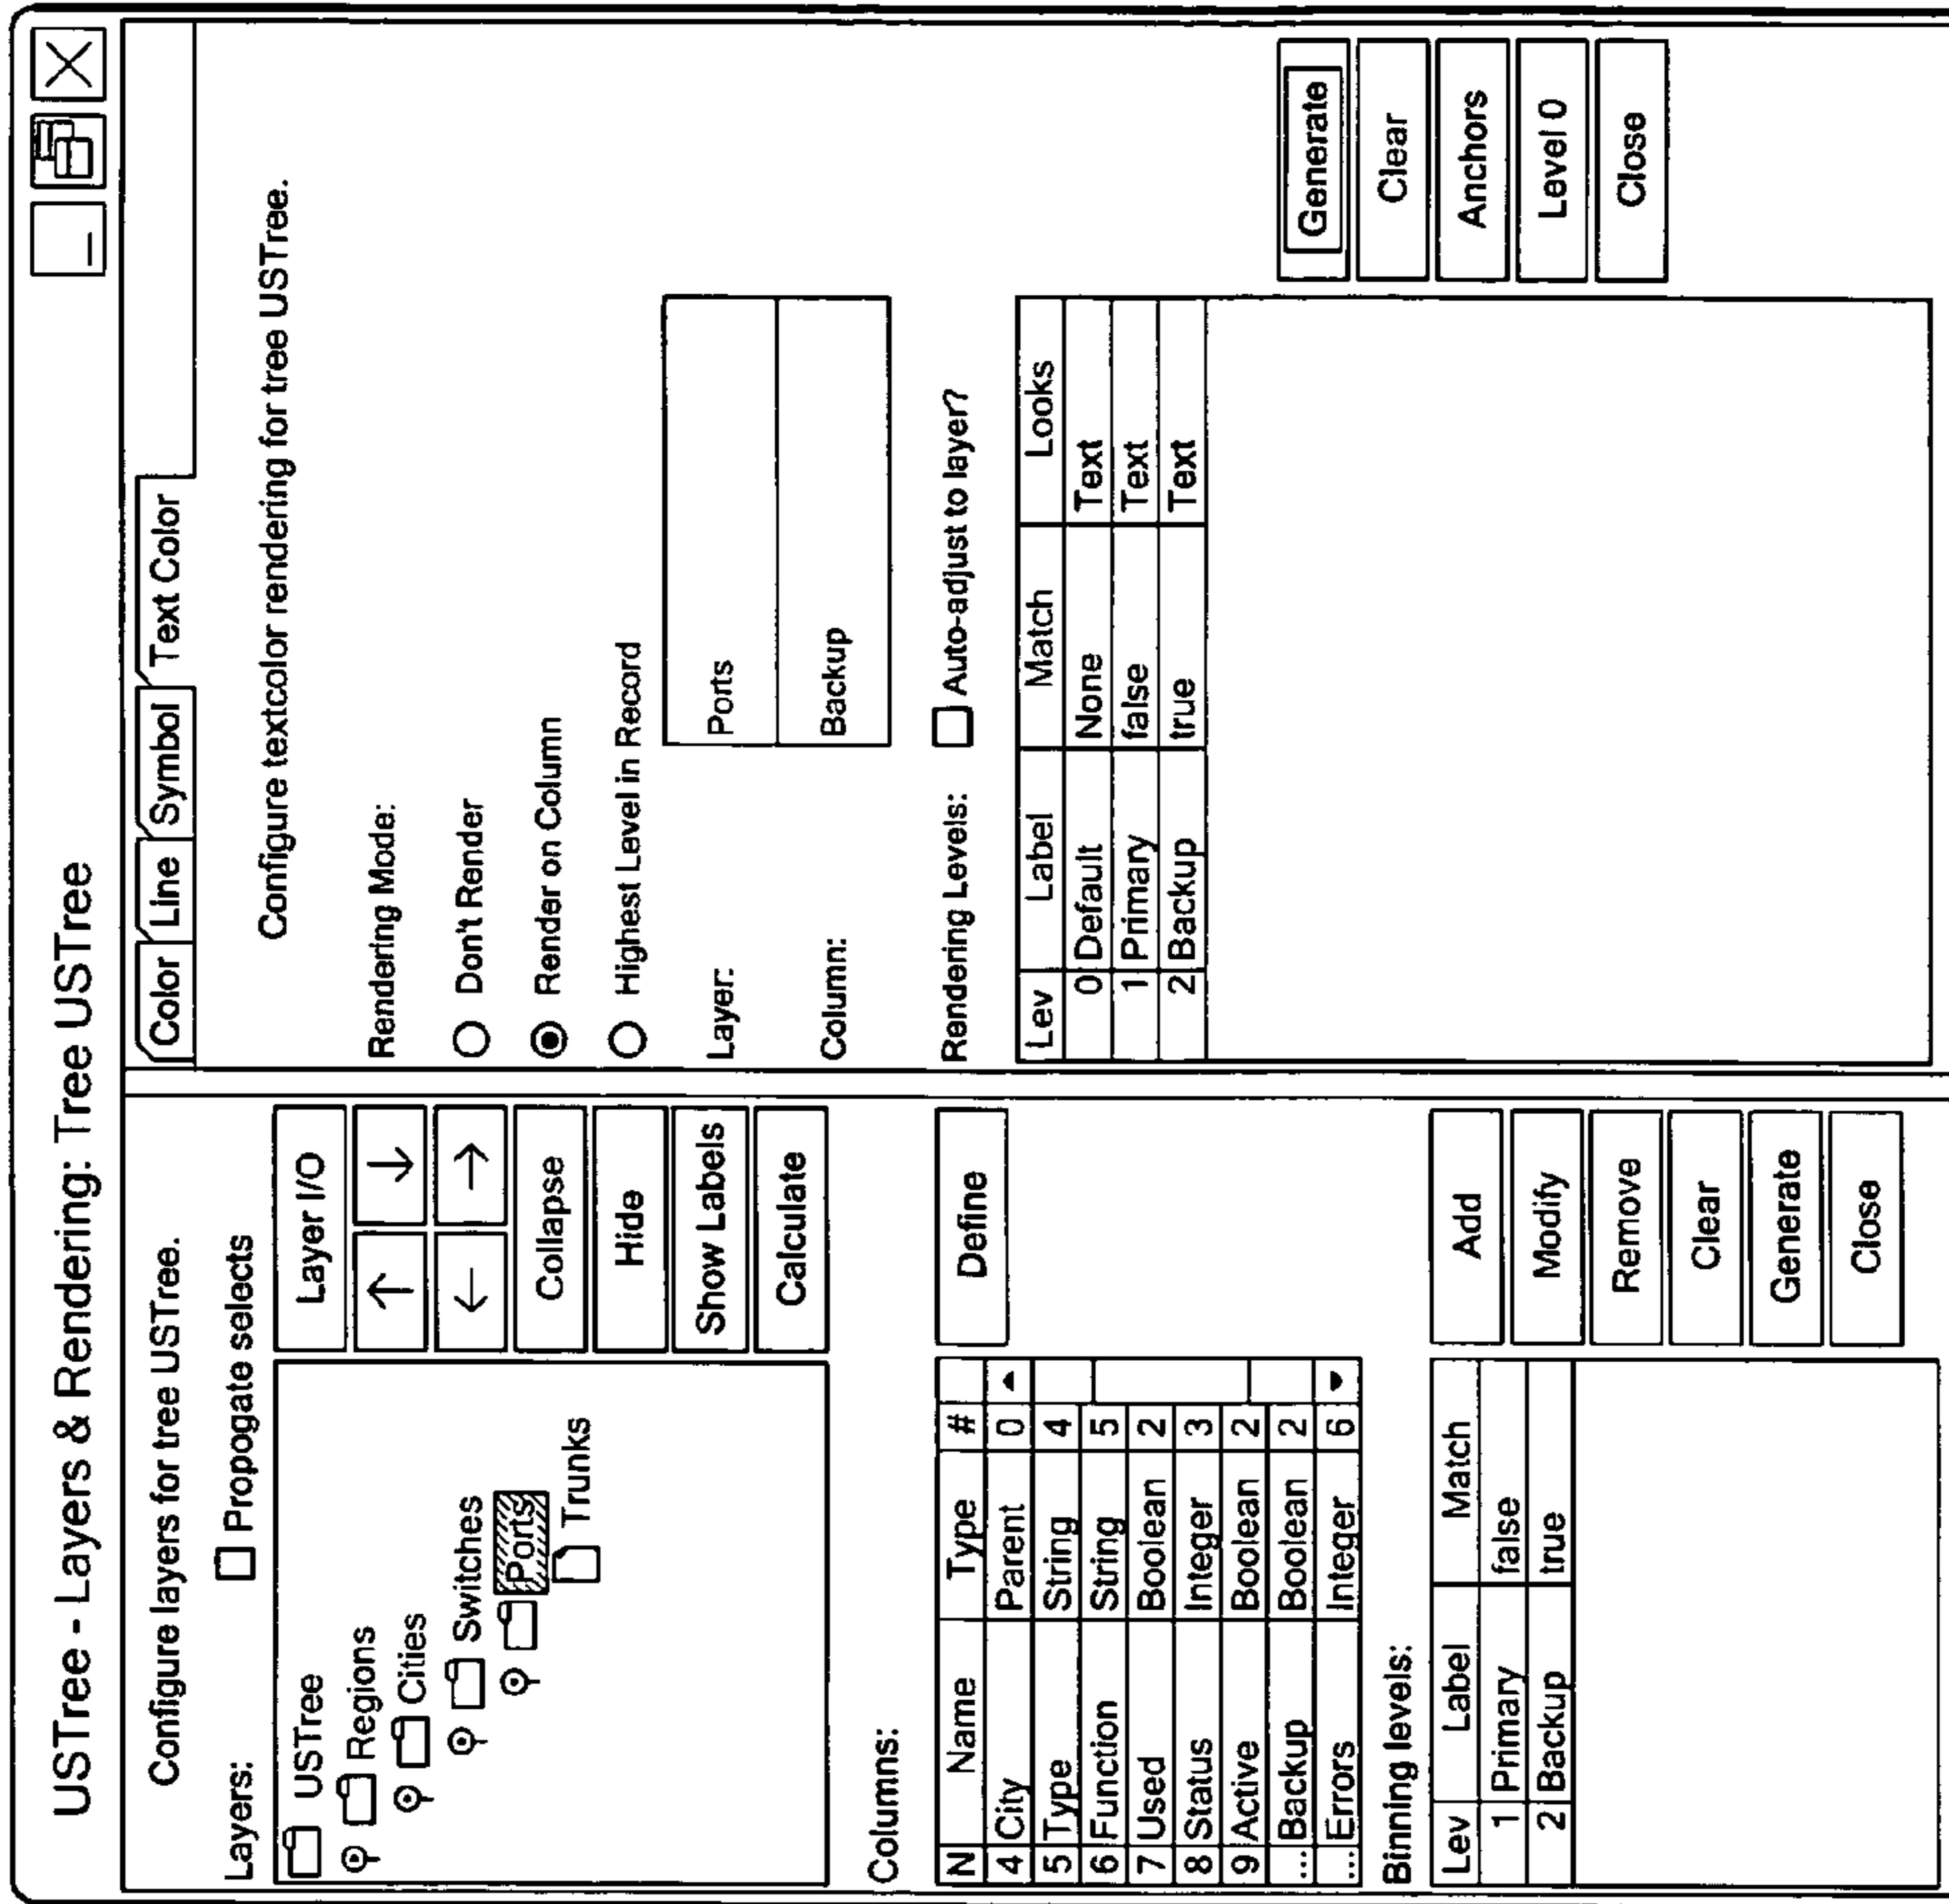 USTree - Layers & Rendering: Tree USTree
_
Configure layers for tree USTree.
Layers:
Propogate selects
USTree
Regions
Cities
Switches
Ports
Trunks
Layer I/O
↑ ↓
← →
Collapse
Hide
Show Labels
Calculate
Columns:
N Name Type #
4 City Parent 0
5 Type String 4
6 Function String 5
7 Used Boolean 2
8 Status Integer 3
9 Active Boolean 2
... Backup Boolean 2
... Errors Integer 6
Define
Binning levels:
Lev Label Match
1 Primary false
2 Backup true
Add
Modify
Remove
Clear
Generate
Close
Color Line Symbol Text Color
Configure textcolor rendering for tree USTree.
Rendering Mode:
Don't Render
Render on Column
Highest Level in Record
Layer: Ports
Column: Backup
Rendering Levels: Auto-adjust to layer?
Lev Label Match Looks
0 Default None Text
1 Primary false Text
2 Backup true Text
Generate
Clear
Anchors
Level 0
Close